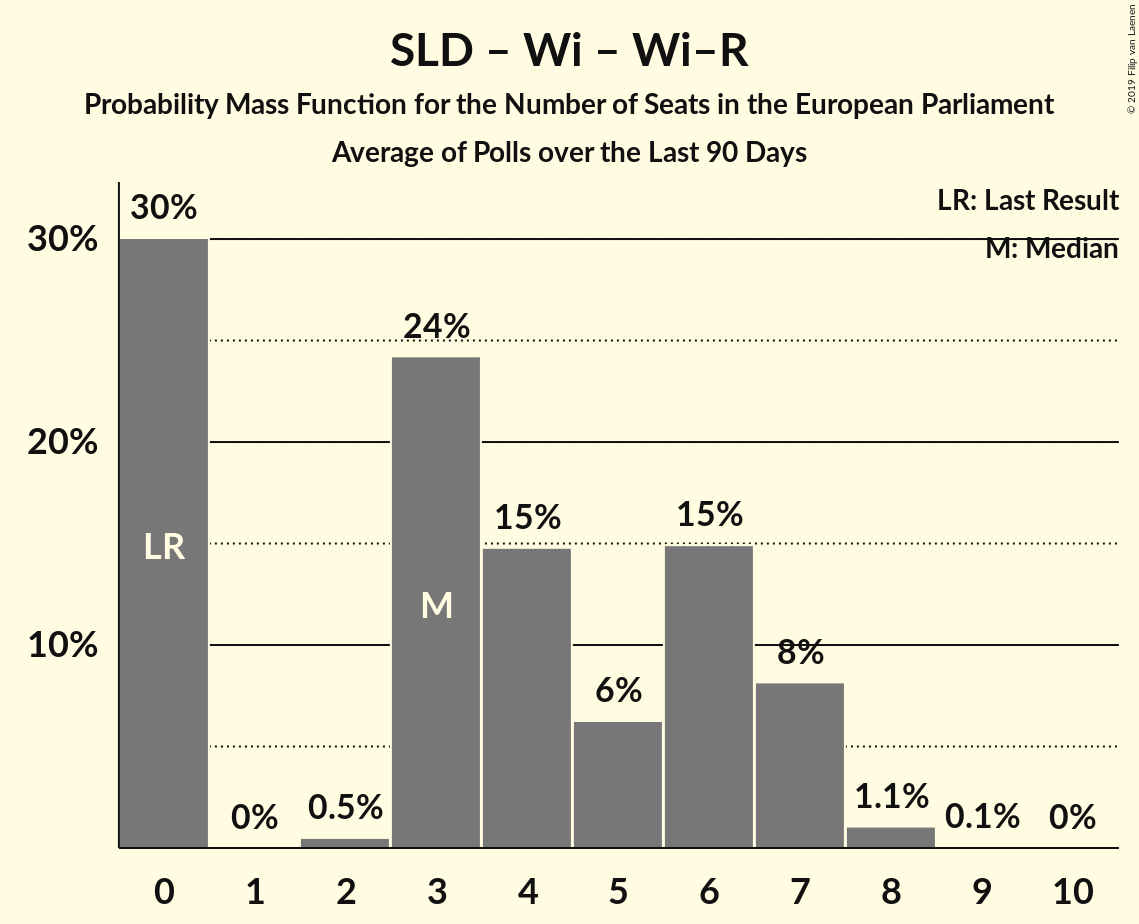 SLD – Wi – Wi–R
Probability Mass Function for the Number of Seats in the European Parliament
Average of Polls over the Last 90 Days
© 2019 Filip van Laenen
LR: Last Result
M: Median
30%
20%
10%
30%
0%
0.5%
24%
15%
6%
15%
8%
1.1%
0.1%
0%
LR
M
0 1 2 3 4 5 6 7 8 9 10